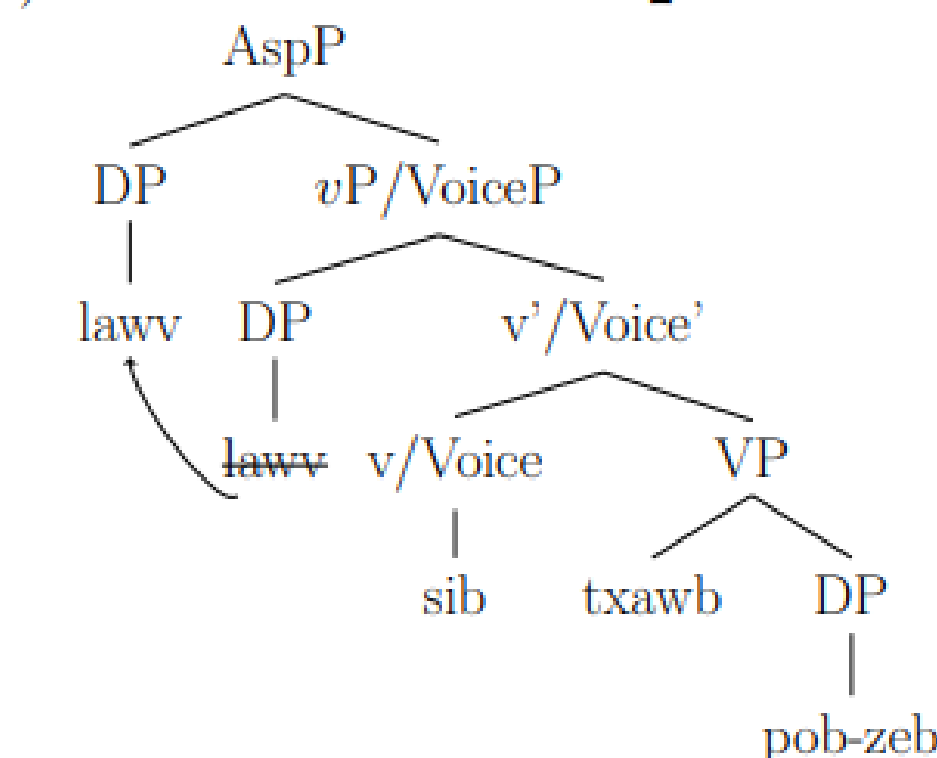 AspP
DP vP/VoiceP
lawv DP v'/Voice'
lawv v/Voice VP
sib txawb DP
pob-zeb